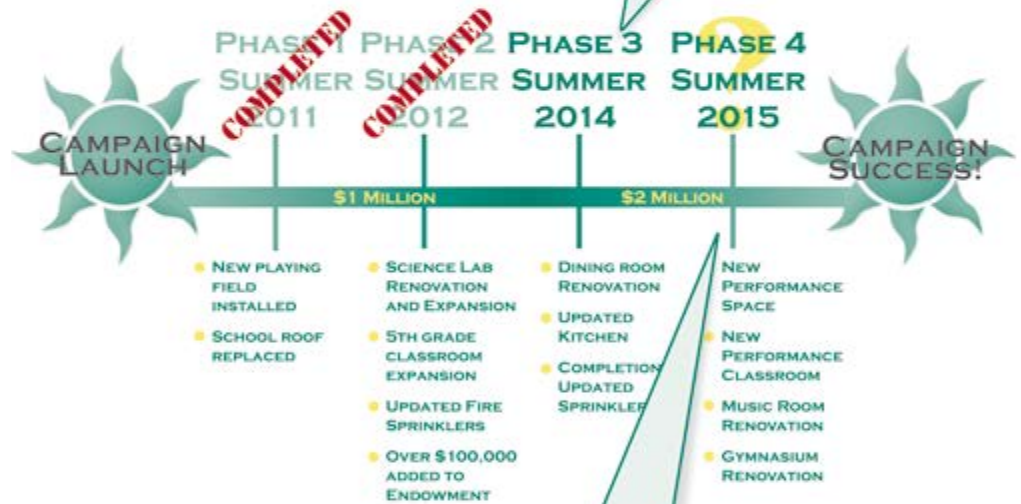 PHASE 1
SUMMER
2011
COMPLETED
PHASE 2
SUMMER
2012
COMPLETED
PHASE 3
SUMMER
2014
PHASE 4
SUMMER
2015
?
CAMPAIGN
LAUNCH
CAMPAIGN
SUCCESS!
$1 MILLION
$2 MILLION
NEW PLAYING
FIELD
INSTALLED
SCHOOL ROOF
REPLACED
SCIENCE LAB
RENOVATION
AND EXPANSION
5TH GRADE
CLASSROOM
EXPANSION
UPDATED FIRE
SPRINKLERS
OVER $100,000
ADDED TO
ENDOWMENT
DINING ROOM
RENOVATION
UPDATED
KITCHEN
COMPLETION
UPDATED
SPRINKLER
NEW
PERFORMANCE
SPACE
NEW
PERFORMANCE
CLASSROOM
MUSIC ROOM
RENOVATION
GYMNASIUM
RENOVATION